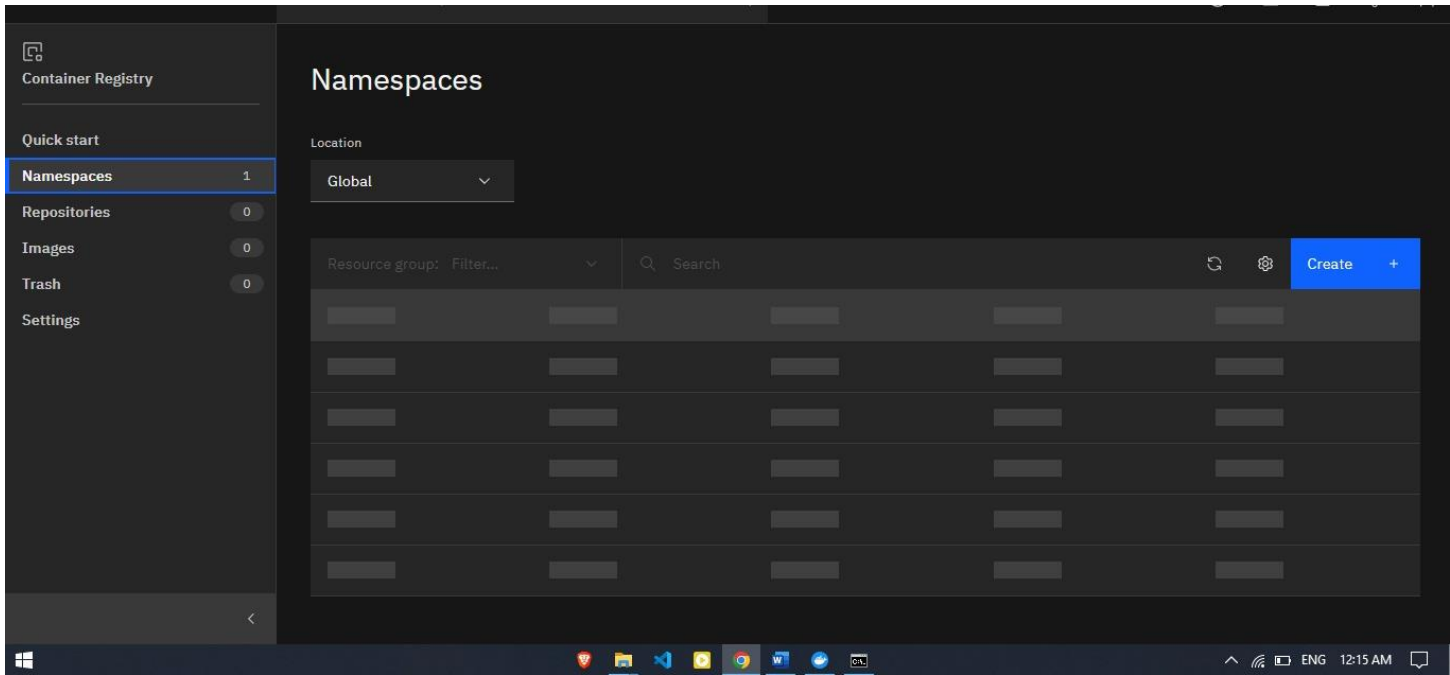 Container Registry
Quick start
Namespaces 1
Repositories 0
Images 0
Trash 0
Settings
Namespaces
Location
Global
Resource group: Filter... Search Create +
ENG 12:15 AM